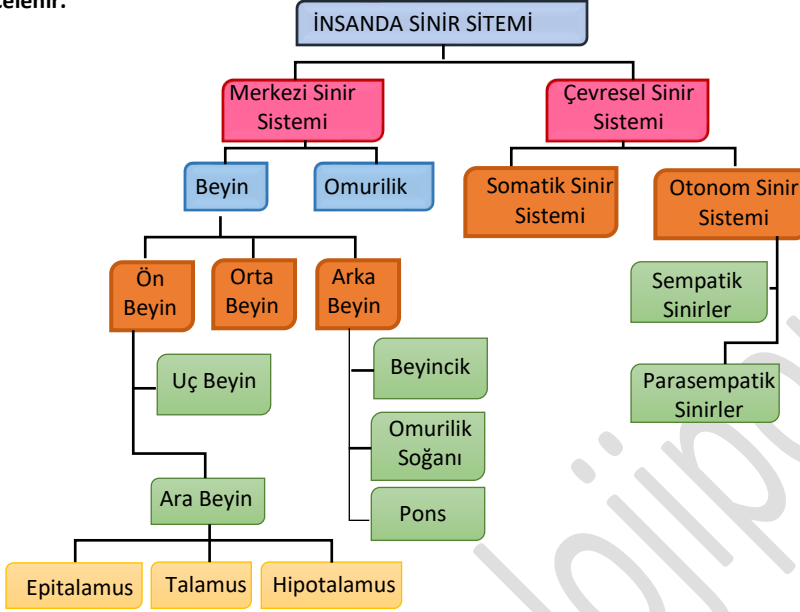 İNSANDA SİNİR SİTEMİ
Merkezi Sinir
Sistemi
Çevresel Sinir
Sistemi
Beyin
Omurilik
Somatik Sinir
Sistemi
Otonom Sinir
Sistemi
Ön
Beyin
Orta
Beyin
Arka
Beyin
Sempatik
Sinirler
Parasempatik
Sinirler
Uç Beyin
Beyincik
Omurilik
Soğanı
Ara Beyin
Pons
Epitalamus
Talamus
Hipotalamus